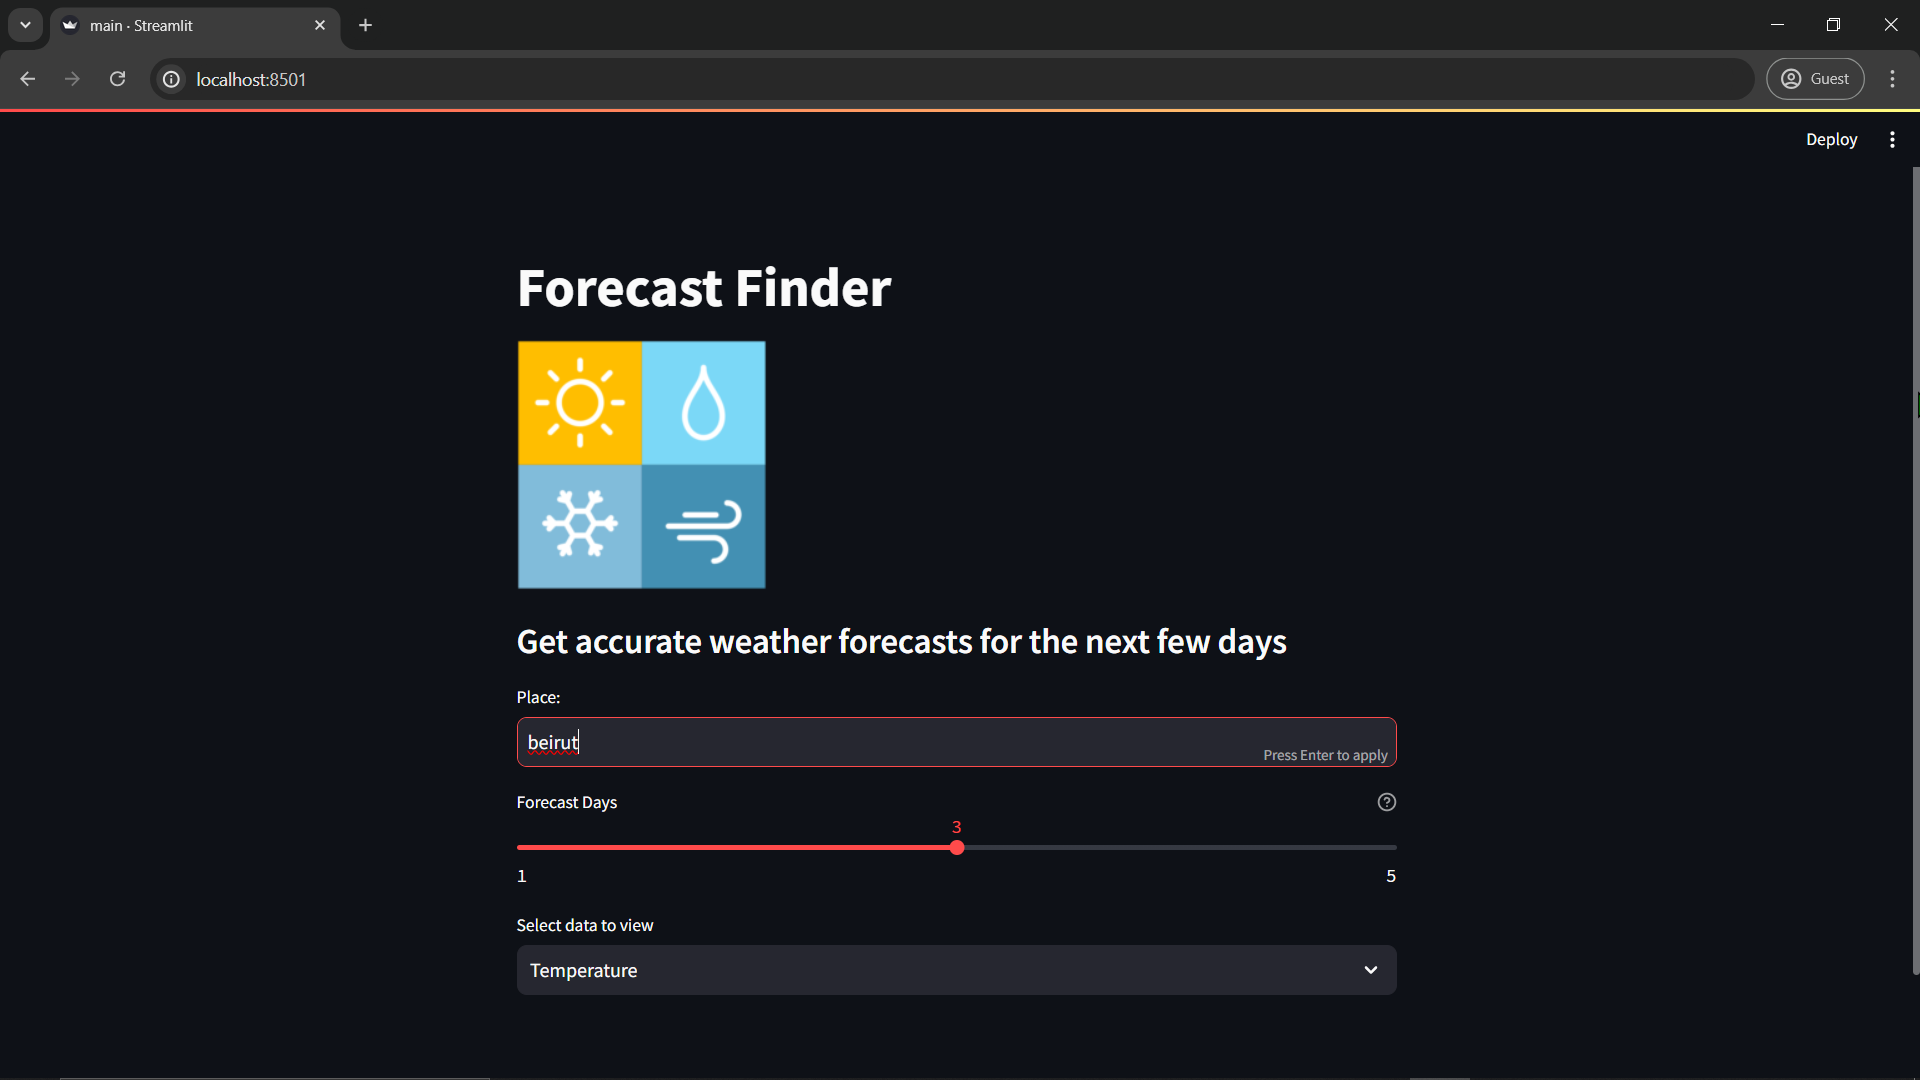 main · Streamlit
localhost:8501
Guest
Deploy
Forecast Finder
Get accurate weather forecasts for the next few days
Place:
beirut
Press Enter to apply
Forecast Days
3
1
5
Select data to view
Temperature